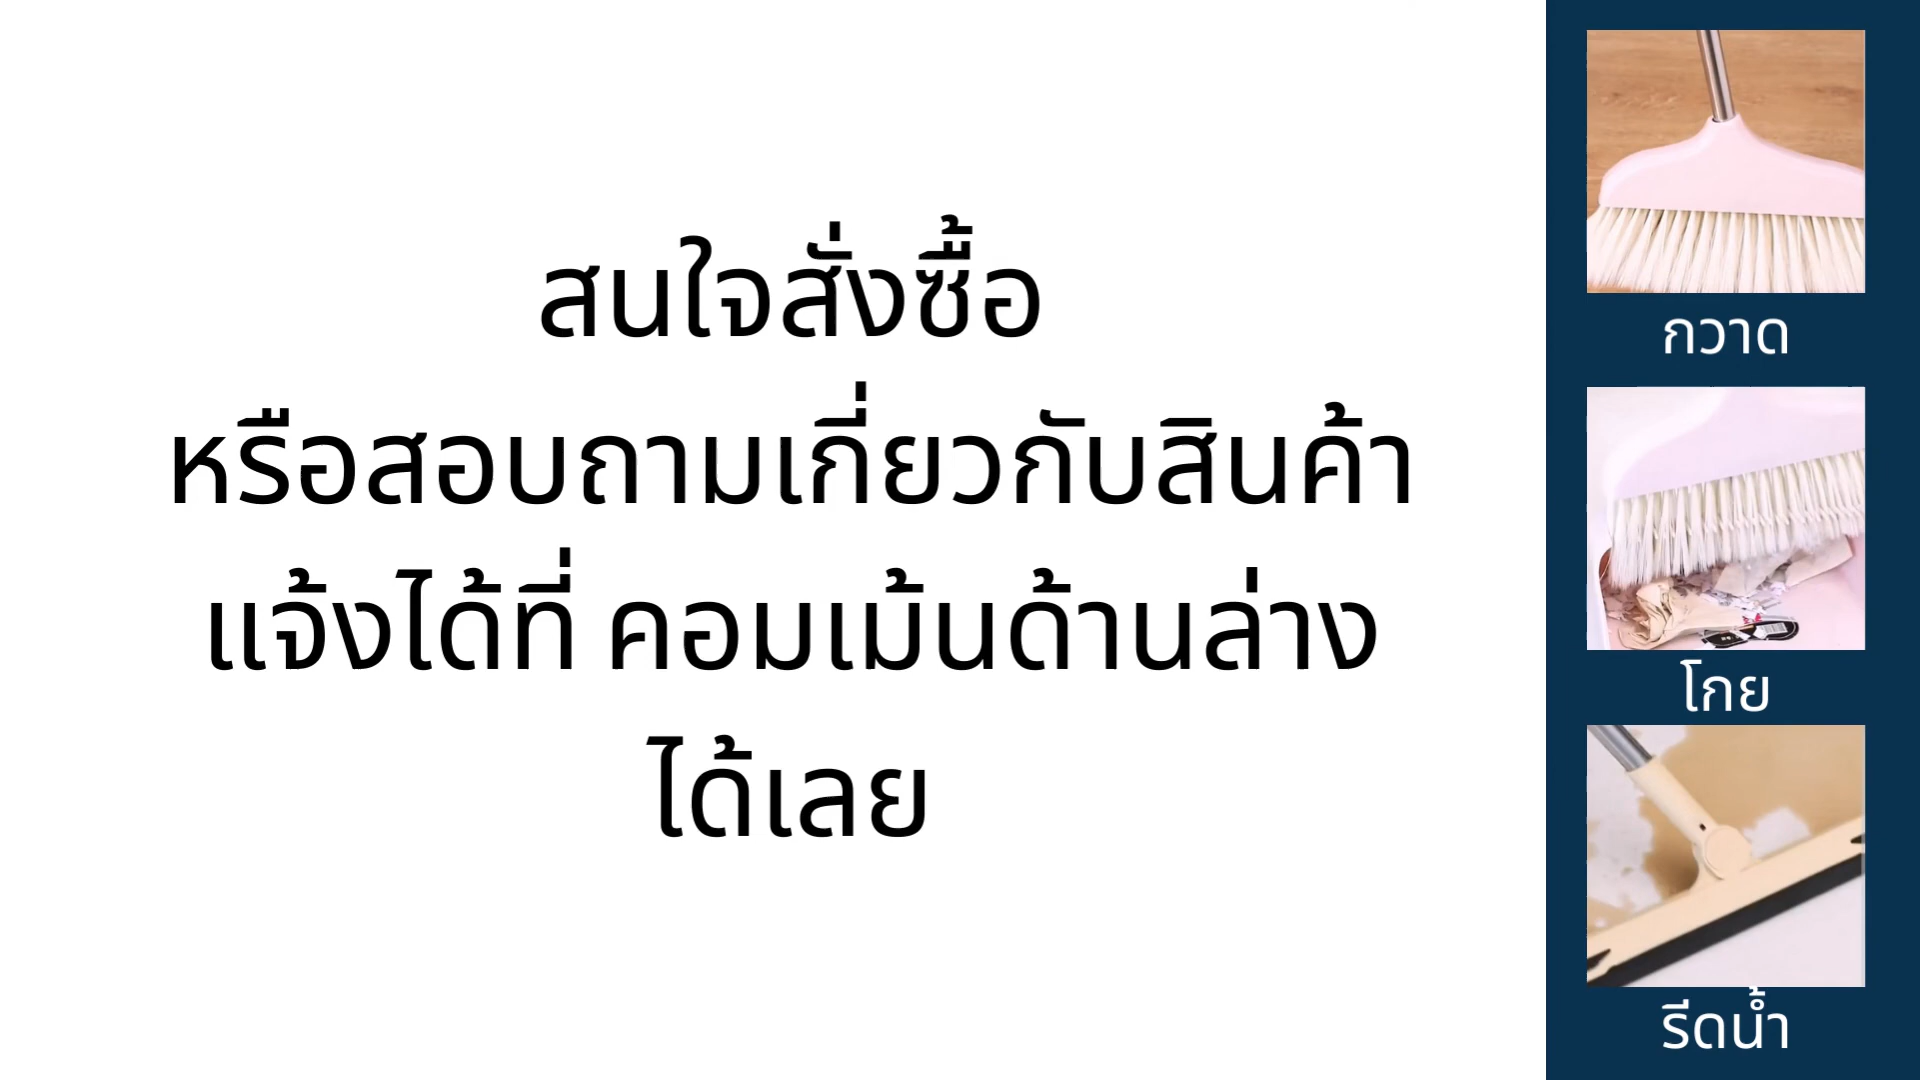 สนใจสั่งซื้อ
หรือสอบถามเกี่ยวกับสินค้า
แจ้งได้ที่ คอมเม้นด้านล่าง
ได้เลย
กวาด
โกย
รีดน้ำ